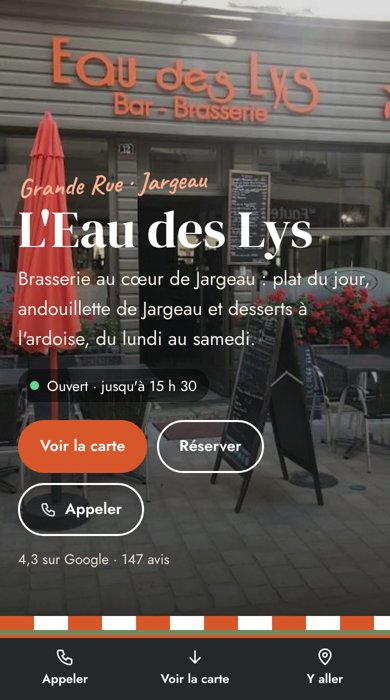 Eau des Lys
Bar - Brasserie
12
Grande Rue · Jargeau
L'Eau des Lys
Brasserie au cœur de Jargeau : plat du jour,
andouillette de Jargeau et desserts à
l'ardoise, du lundi au samedi.
Ouvert · jusqu'à 15 h 30
Voir la carte
Réserver
Appeler
4,3 sur Google · 147 avis
Appeler
Voir la carte
Y aller